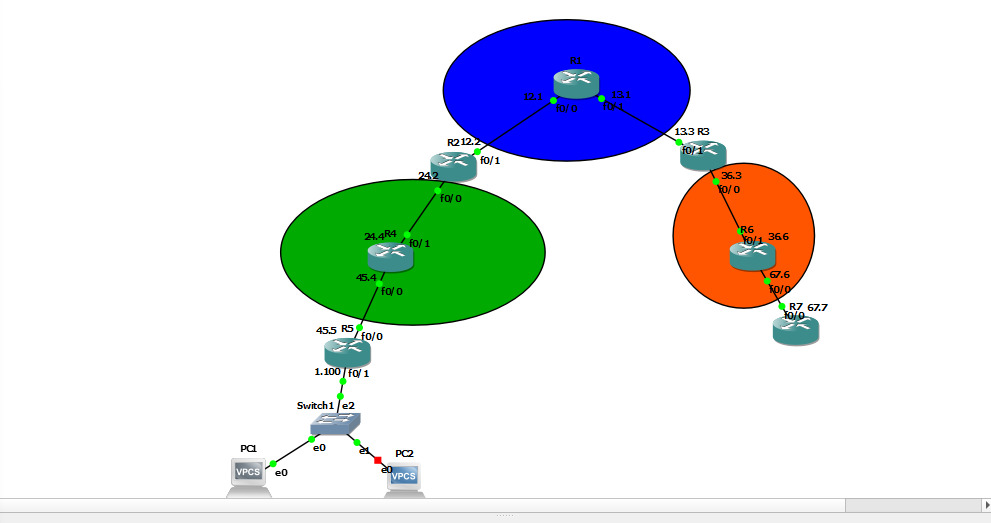 R1
12.1
13.1
f0/0
f0/1
R2
12.2
f0/1
13.3
R3
f0/1
24.2
f0/0
36.3
f0/0
24.4
R4
f0/1
R6
f0/1
36.6
45.4
f0/0
67.6
f0/0
45.5
R5
f0/0
R7
67.7
f0/0
1.100
f0/1
Switch1
e2
e0
e1
PC1
VPCS
e0
PC2
e0
VPCS